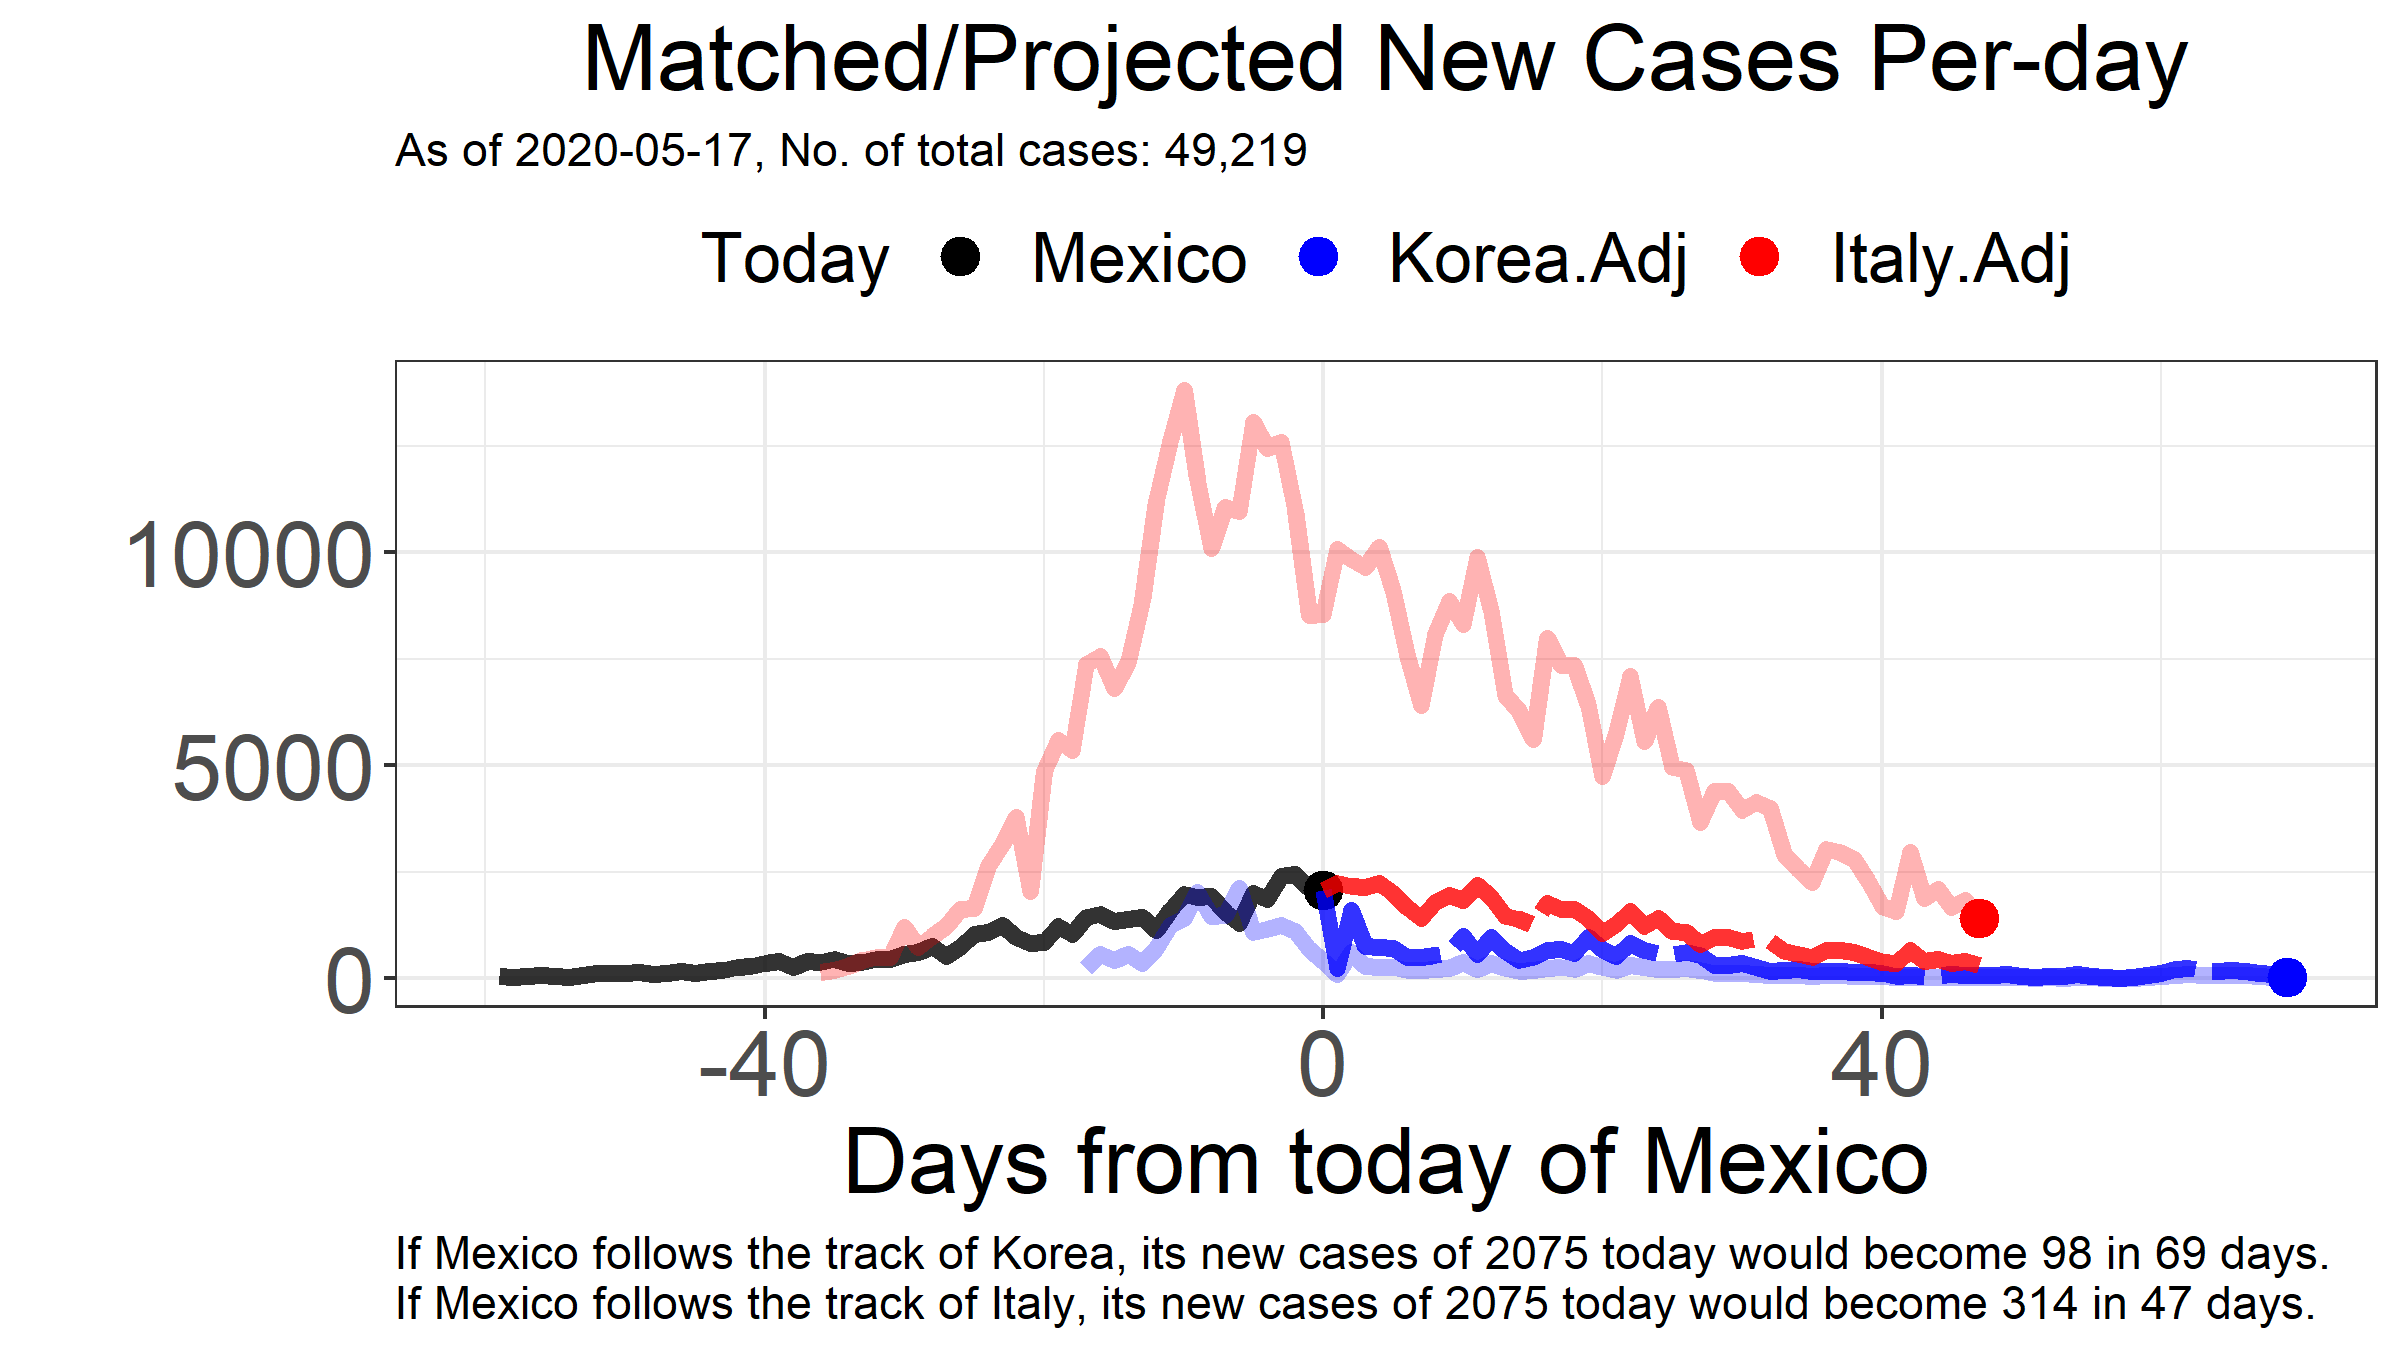 Matched/Projected New Cases Per-day
As of 2020-05-17, No. of total cases: 49,219
Today Mexico Korea.Adj Italy.Adj
10000
5000
0
-40 0 40
Days from today of Mexico
If Mexico follows the track of Korea, its new cases of 2075 today would become 98 in 69 days.
If Mexico follows the track of Italy, its new cases of 2075 today would become 314 in 47 days.